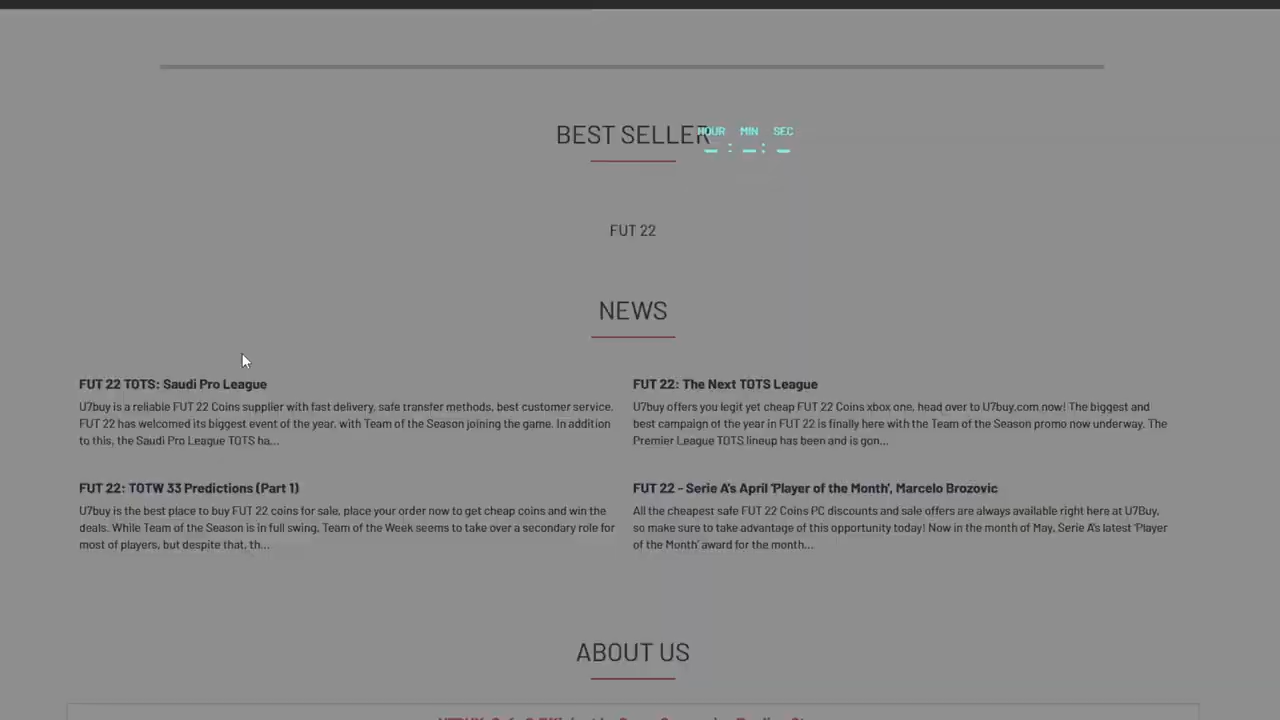 BEST SELLER
HOUR MIN SEC
FUT 22
NEWS
FUT 22 TOTS: Saudi Pro League
U7buy is a reliable FUT 22 Coins supplier with fast delivery, safe transfer methods, best customer service.
FUT 22 has welcomed its biggest event of the year, with Team of the Season joining the game. In addition
to this, the Saudi Pro League TOTS ha...
FUT 22: The Next TOTS League
U7buy offers you legit yet cheap FUT 22 Coins xbox one, head over to U7buy.com now! The biggest and
best campaign of the year in FUT 22 is finally here with the Team of the Season promo now underway. The
Premier League TOTS lineup has been and is gon...
FUT 22: TOTW 33 Predictions (Part 1)
U7buy is the best place to buy FUT 22 coins for sale, place your order now to get cheap coins and win the
deals. While Team of the Season is in full swing, Team of the Week seems to take over a secondary role for
most of players, but despite that, th...
FUT 22 - Serie A's April 'Player of the Month', Marcelo Brozovic
All the cheapest safe FUT 22 Coins PC discounts and sale offers are always available right here at U7Buy,
so make sure to take advantage of this opportunity today! Now in the month of May, Serie A's latest 'Player
of the Month' award for the month...
ABOUT US